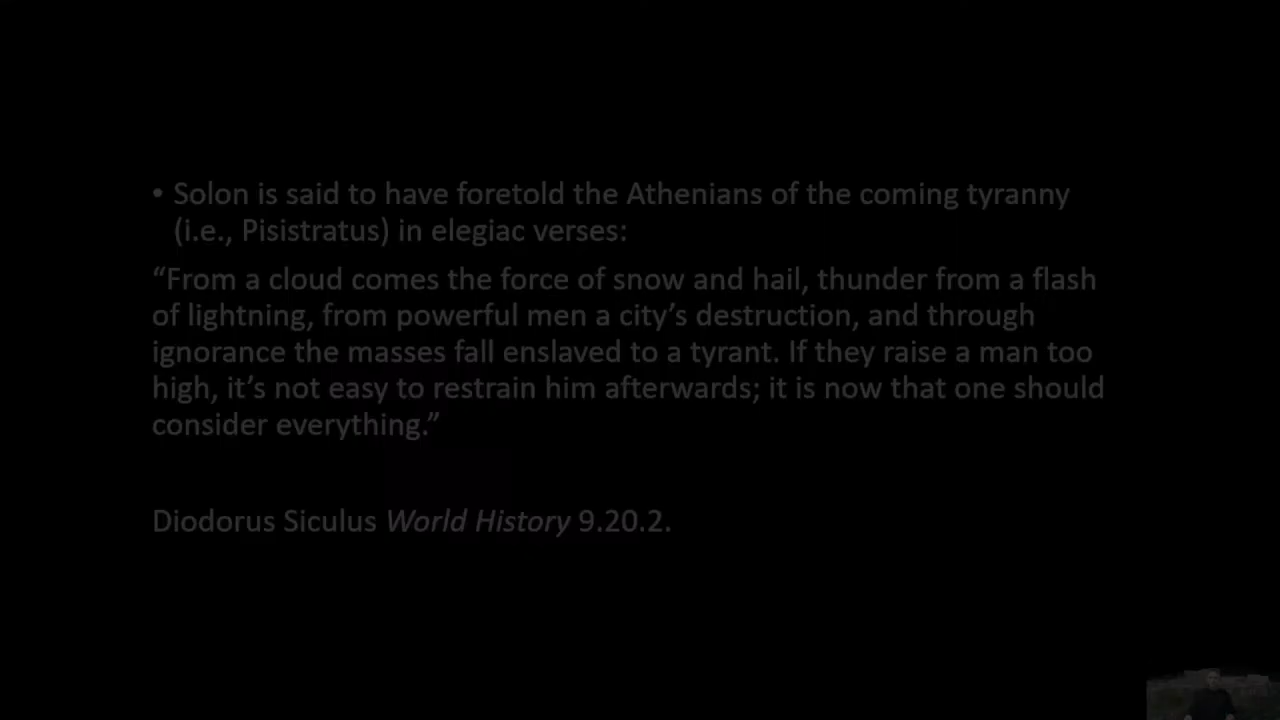 • Solon is said to have foretold the Athenians of the coming tyranny
(i.e., Pisistratus) in elegiac verses:
“From a cloud comes the force of snow and hail, thunder from a flash
of lightning, from powerful men a city’s destruction, and through
ignorance the masses fall enslaved to a tyrant. If they raise a man too
high, it’s not easy to restrain him afterwards; it is now that one should
consider everything.”
Diodorus Siculus World History 9.20.2.